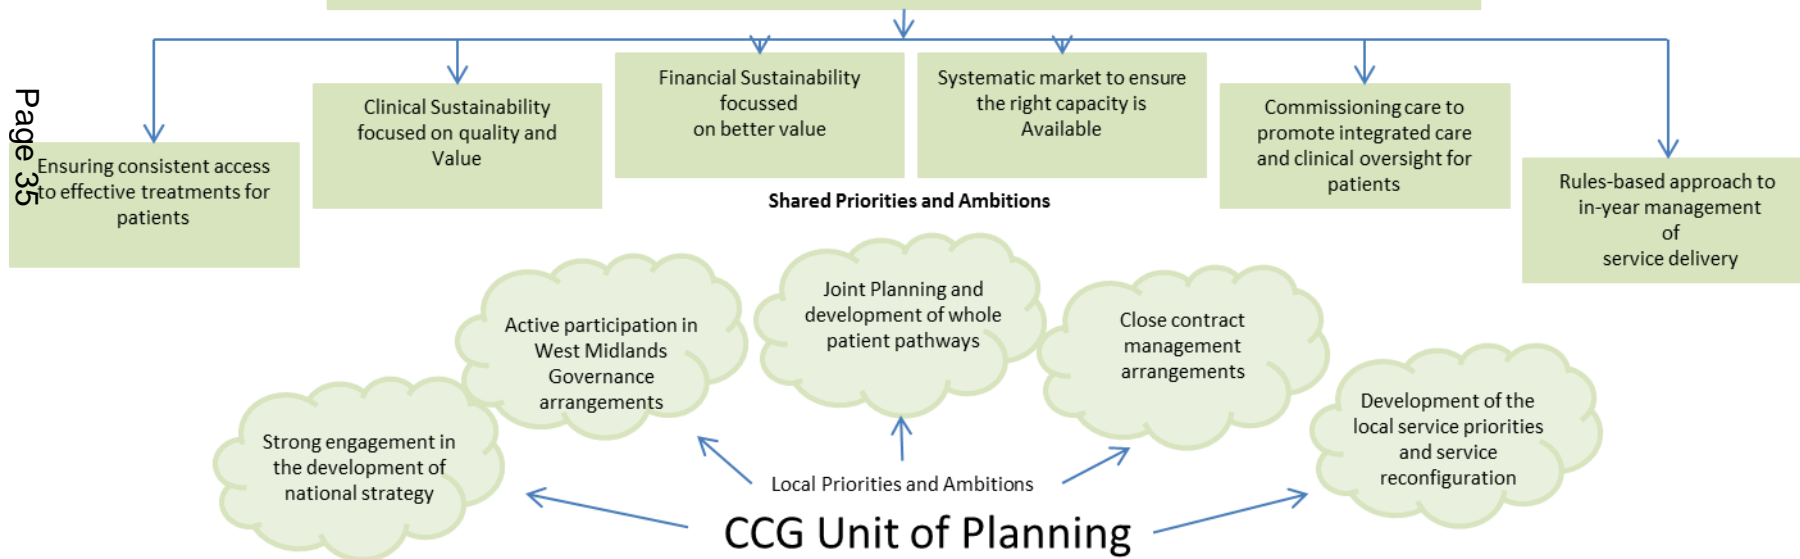 Page 35
Ensuring consistent access
to effective treatments for
patients
Clinical Sustainability
focused on quality and
Value
Financial Sustainability
focussed
on better value
Systematic market to ensure
the right capacity is
Available
Commissioning care to
promote integrated care
and clinical oversight for
patients
Rules-based approach to
in-year management
of
service delivery
Shared Priorities and Ambitions
Strong engagement in
the development of
national strategy
Active participation in
West Midlands
Governance
arrangements
Joint Planning and
development of whole
patient pathways
Close contract
management
arrangements
Development of the
local service priorities
and service
reconfiguration
Local Priorities and Ambitions
CCG Unit of Planning